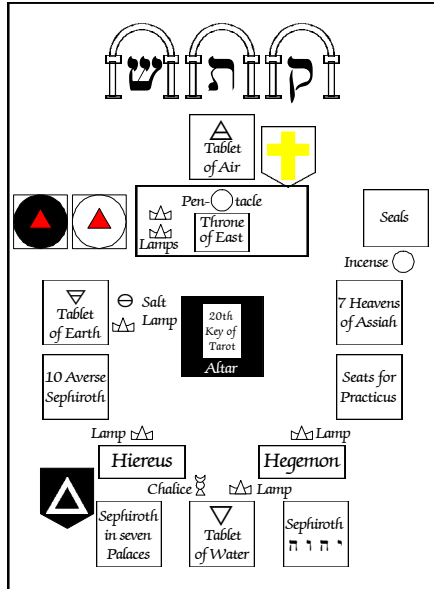 ק ת ש
Tablet
of Air
Pen- tacle
Throne
of East
Lamps
Seals
Incense
Tablet
of Earth
Salt
Lamp
20th
Key of
Tarot
Altar
7 Heavens
of Assiah
10 Averse
Sephiroth
Seats for
Practicus
Lamp
Lamp
Hiereus
Hegemon
Chalice
Lamp
Sephiroth
in seven
Palaces
Tablet
of Water
Sephiroth
י ה ו ה